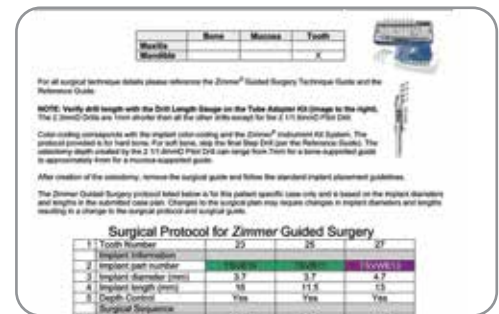 Bone Mucosa Tooth
Maxilla
Mandible X
For all surgical technique details please reference the Zimmer® Guided Surgery Technique Guide and the
Reference Guide.
NOTE: Verify drill length with the Drill Length Gauge on the Tube Adapter Kit (image to the right).
The 2.3mmD Drills are 1mm shorter than all the other drills except for the 2.1/1.6mmD Pilot Drill.
Color-coding corresponds with the implant color-coding and the Zimmer® Instrument Kit System. The
protocol provided is for hard bone. For soft bone, skip the final Step Drill (per the Reference Guide). The
osteotomy depth created by the 2.1/ Pilot Drill can range from 7mm for a bone-supported guide
to approximately 4mm for a mucosa-supported guide.
After creation of the osteotomy, remove the surgical guide and follow the standard implant placement guidelines.
The Zimmer Guided Surgery protocol listed below is for this patient specific case only and is based on the implant diameters
and lengths in the submitted case plan. Changes to the surgical plan may require changes in implant diameters and lengths
resulting in a change to the surgical protocol and surgical guide.
Surgical Protocol for Zimmer Guided Surgery
1 Tooth Number 23 25 27
Implant Information
2 Implant part number
3 Implant diameter (mm) 3.7 3.7 4.7
4 Implant length (mm) 16 11.5 13
5 Depth Control Yes Yes Yes
Surgical Sequence